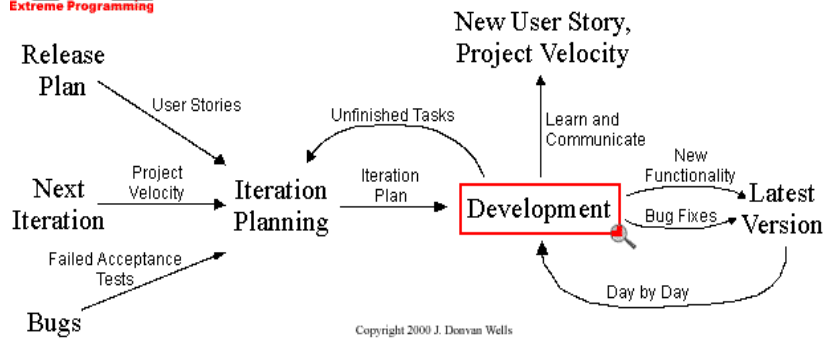 Extreme Programming
New User Story,
Project Velocity
Release
Plan
User Stories
Unfinished Tasks
Learn and
Communicate
Next
Iteration
Project
Velocity
Iteration
Planning
Iteration
Plan
Development
New
Functionality
Bug Fixes
Latest
Version
Failed Acceptance
Tests
Bugs
Day by Day
Copyright 2000 J. Donvan Wells